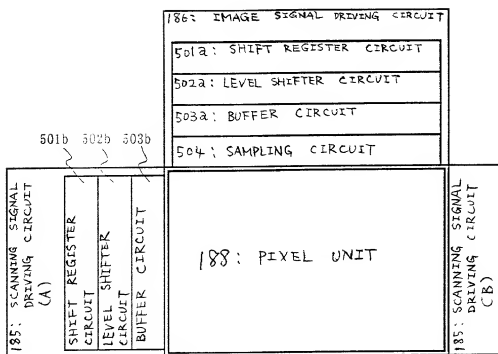 186: IMAGE SIGNAL DRIVING CIRCUIT
501a: SHIFT REGISTER CIRCUIT
502a: LEVEL SHIFTER CIRCUIT
503a: BUFFER CIRCUIT
504: SAMPLING CIRCUIT
501b 502b 503b
185: SCANNING SIGNAL
DRIVING CIRCUIT
(A)
SHIFT REGISTER
CIRCUIT
LEVEL SHIFTER
CIRCUIT
BUFFER CIRCUIT
188: PIXEL UNIT
185: SCANNING SIGNAL
DRIVING CIRCUIT
(B)